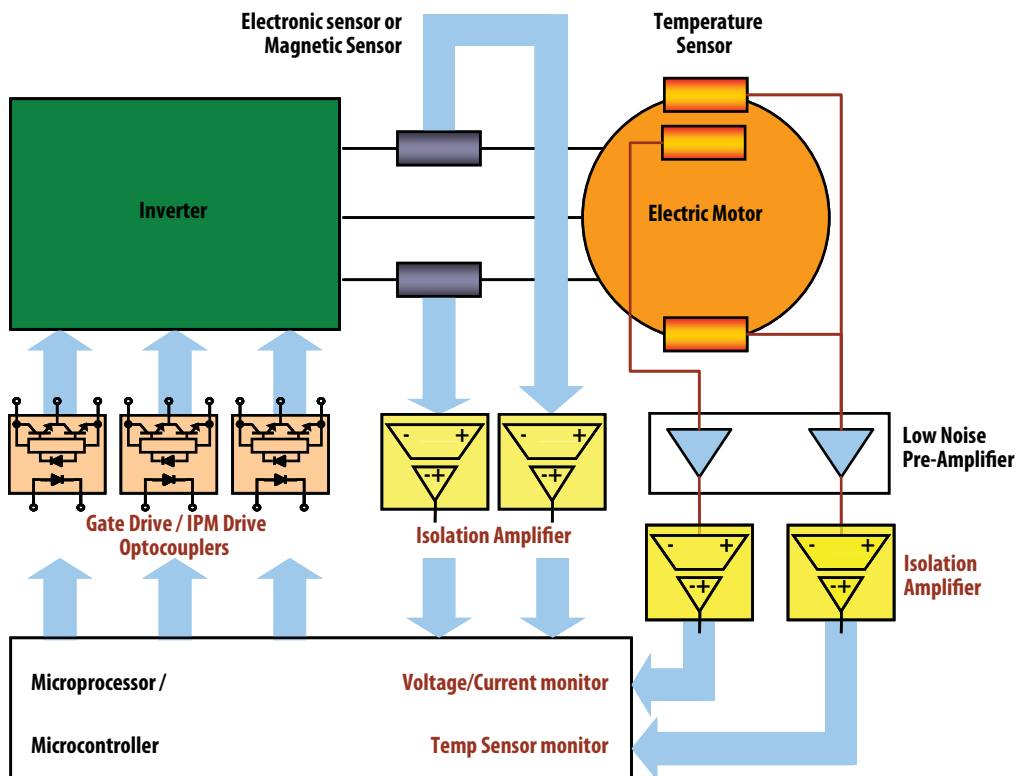 Electronic sensor or
Magnetic Sensor
Temperature
Sensor
Inverter
Electric Motor
- +
-+
- +
-+
Low Noise
Pre-Amplifier
Gate Drive / IPM Drive
Optocouplers
Isolation Amplifier
- +
-+
- +
-+
Isolation
Amplifier
Microprocessor /
Voltage/Current monitor
Microcontroller
Temp Sensor monitor